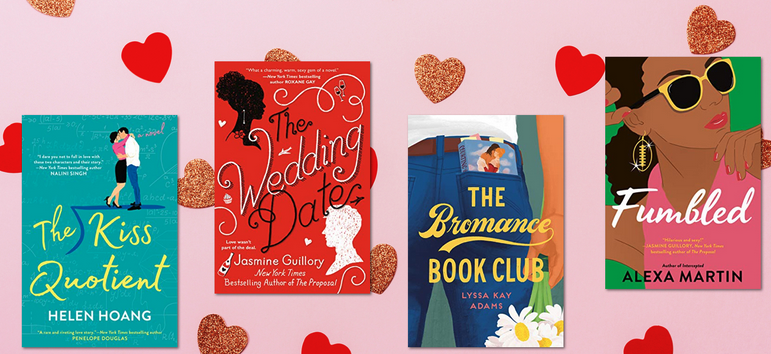 a novel
"I dare you not to fall in love with
these two characters and their story."
—New York Times bestselling author
NALINI SINGH
The Kiss
Quotient
HELEN HOANG
"A rare and riveting love story."—New York Times bestselling author
PENELOPE DOUGLAS
"What a charming, warm, sexy gem of a novel."
—New York Times bestselling
author ROXANE GAY
The
Wedding
Date
Love wasn't
part of the deal.
Jasmine Guillory
New York Times
Bestselling Author of The Proposal
THE
Bromance
BOOK CLUB
LYSSA KAY
ADAMS
Fumbled
"Hilarious and sexy."
—JASMINE GUILLORY, New York Times
bestselling author of The Proposal
Author of Intercepted
ALEXA MARTIN